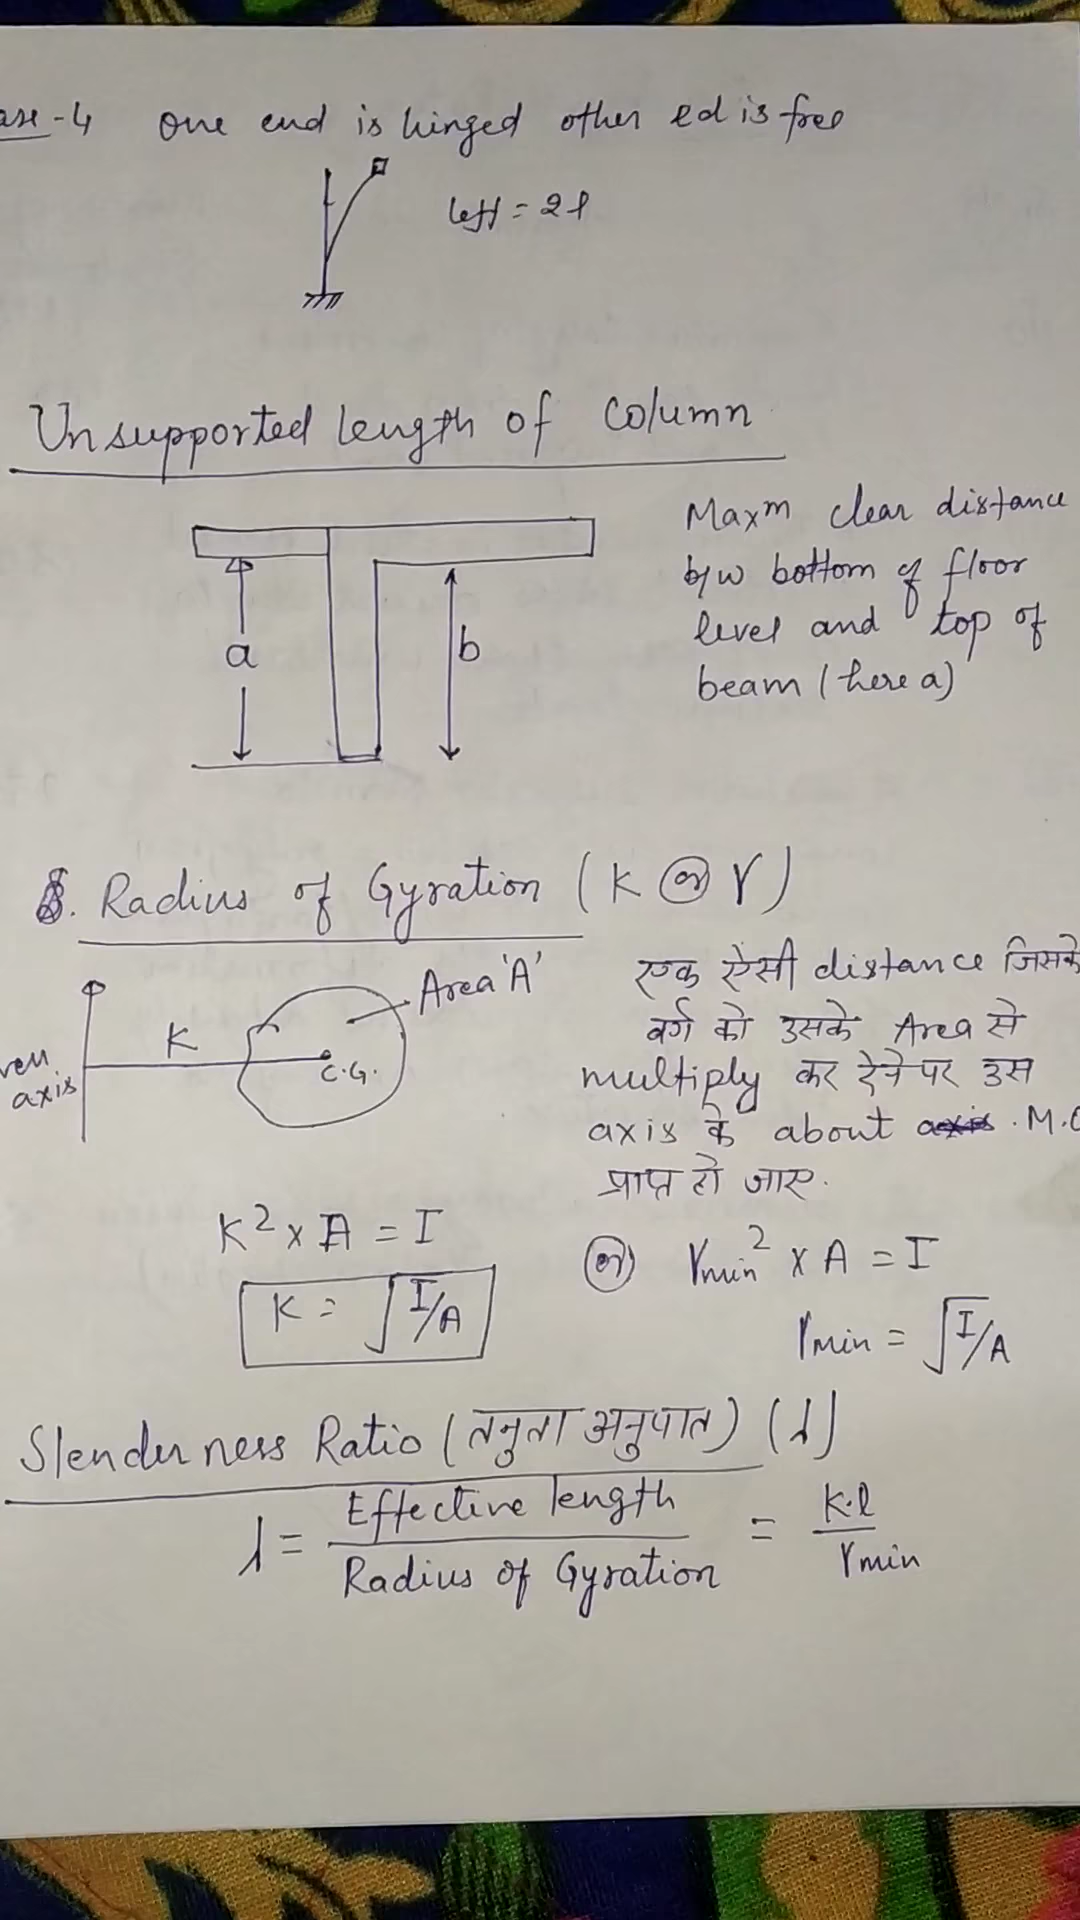 ase-4 one end is hinged other ed is free
leff = 2l
Unsupported length of column
Maxm clear distance
b/w bottom of floor
level and top of
beam (here a)
a
b
8. Radius of Gyration (K or r)
Area 'A'
K
C.G.
axis
एक ऐसी distance जिसके
वर्ग को उसके Area से
multiply कर देने पर उस
axis के about M.O
प्राप्त हो जाए.
K² x A = I
K = √I/A
or rmin² x A = I
rmin = √I/A
Slenderness Ratio (तनुता अनुपात) (λ)
λ = Effective length / Radius of Gyration = K.l / rmin